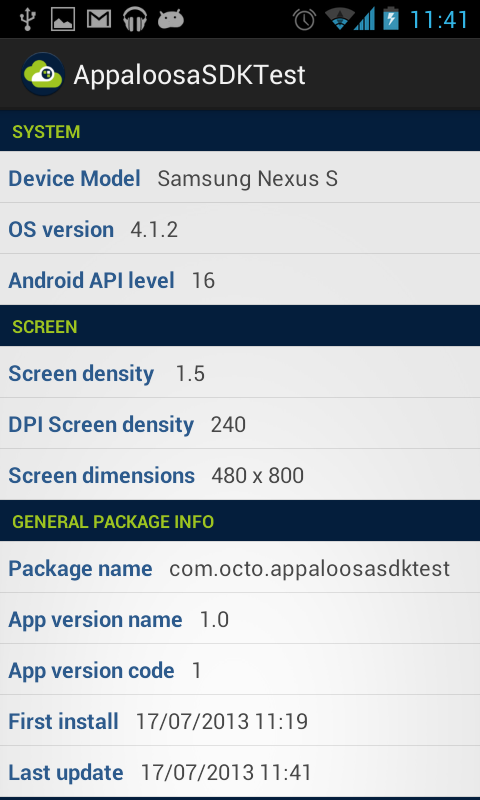 11:41
AppaloosaSDKTest
SYSTEM
Device Model Samsung Nexus S
OS version 4.1.2
Android API level 16
SCREEN
Screen density 1.5
DPI Screen density 240
Screen dimensions 480 x 800
GENERAL PACKAGE INFO
Package name com.octo.appaloosasdktest
App version name 1.0
App version code 1
First install 17/07/2013 11:19
Last update 17/07/2013 11:41